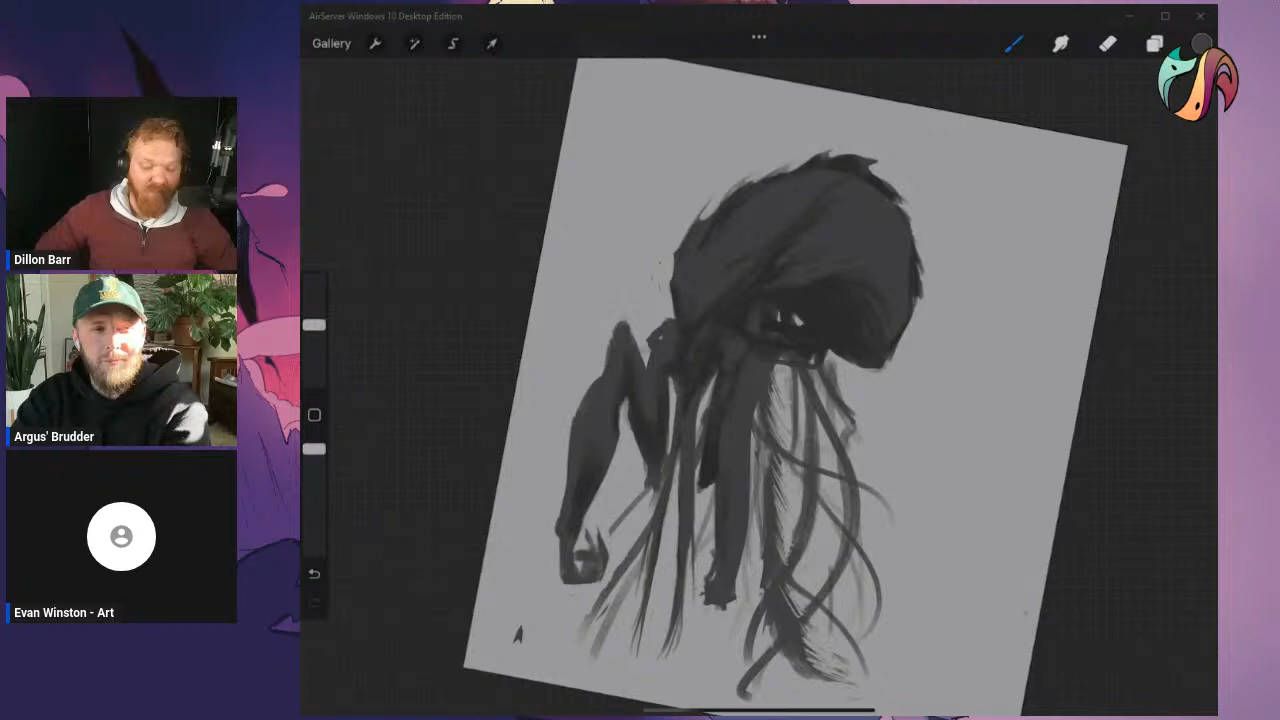 AirServer Windows 10 Desktop Edition
Gallery
Dillon Barr
Argus' Brudder
Evan Winston - Art